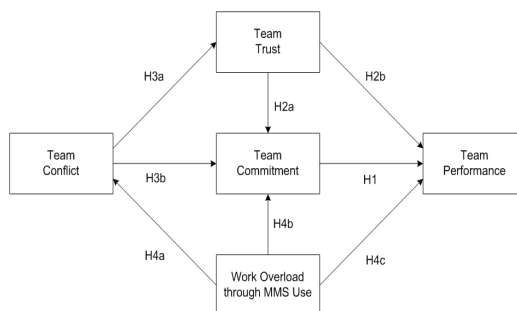 Team
Trust
H3a
H2b
H2a
Team
Conflict
Team
Commitment
Team
Performance
H3b
H1
H4b
H4a
H4c
Work Overload
through MMS Use